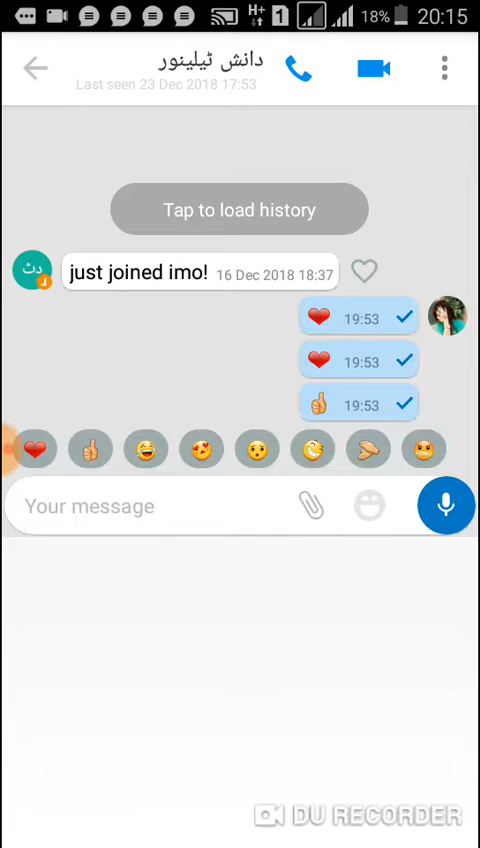 H+ 1 18% 20:15
دانش ٹیلینور
Last seen 23 Dec 2018 17:53
Tap to load history
دٹ
just joined imo! 16 Dec 2018 18:37
19:53
19:53
19:53
Your message
DU RECORDER